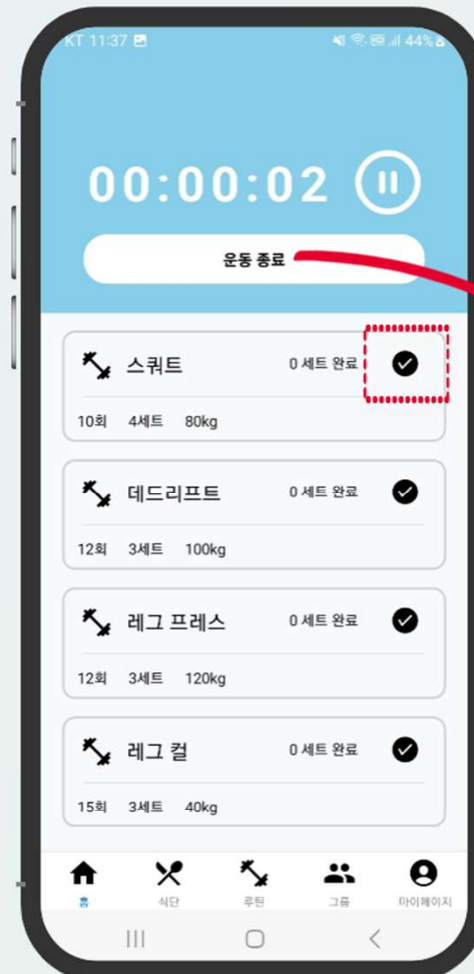 KT 11:37 44%
00:00:02
운동 종료
스쿼트 0 세트 완료
10회 4세트 80kg
데드리프트 0 세트 완료
12회 3세트 100kg
레그 프레스 0 세트 완료
12회 3세트 120kg
레그 컬 0 세트 완료
15회 3세트 40kg
홈 식단 루틴 그룹 마이페이지